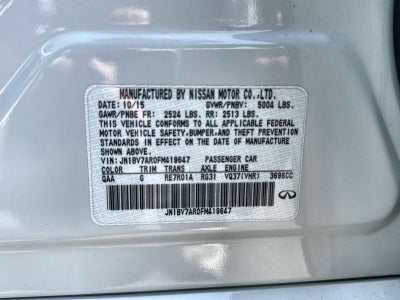 MANUFACTURED BY NISSAN MOTOR CO.,LTD.
DATE: 10/15 GVWR/PNBV: 5004 LBS.
GAWR/PNBE FR: 2524 LBS. RR: 2513 LBS.
THIS VEHICLE CONFORMS TO ALL APPLICABLE FEDERAL
MOTOR VEHICLE SAFETY,BUMPER,AND THEFT PREVENTION
STANDARDS IN EFFECT ON THE DATE OF MANUFACTURE
SHOWN ABOVE.
VIN: JN1BV7AR0FM419647 PASSENGER CAR
COLOR TRIM TRANS AXLE ENGINE
QAA G RE7R01A RG31 VQ37(VHR) 3696CC
JN1BV7AR0FM419647
INFINITI